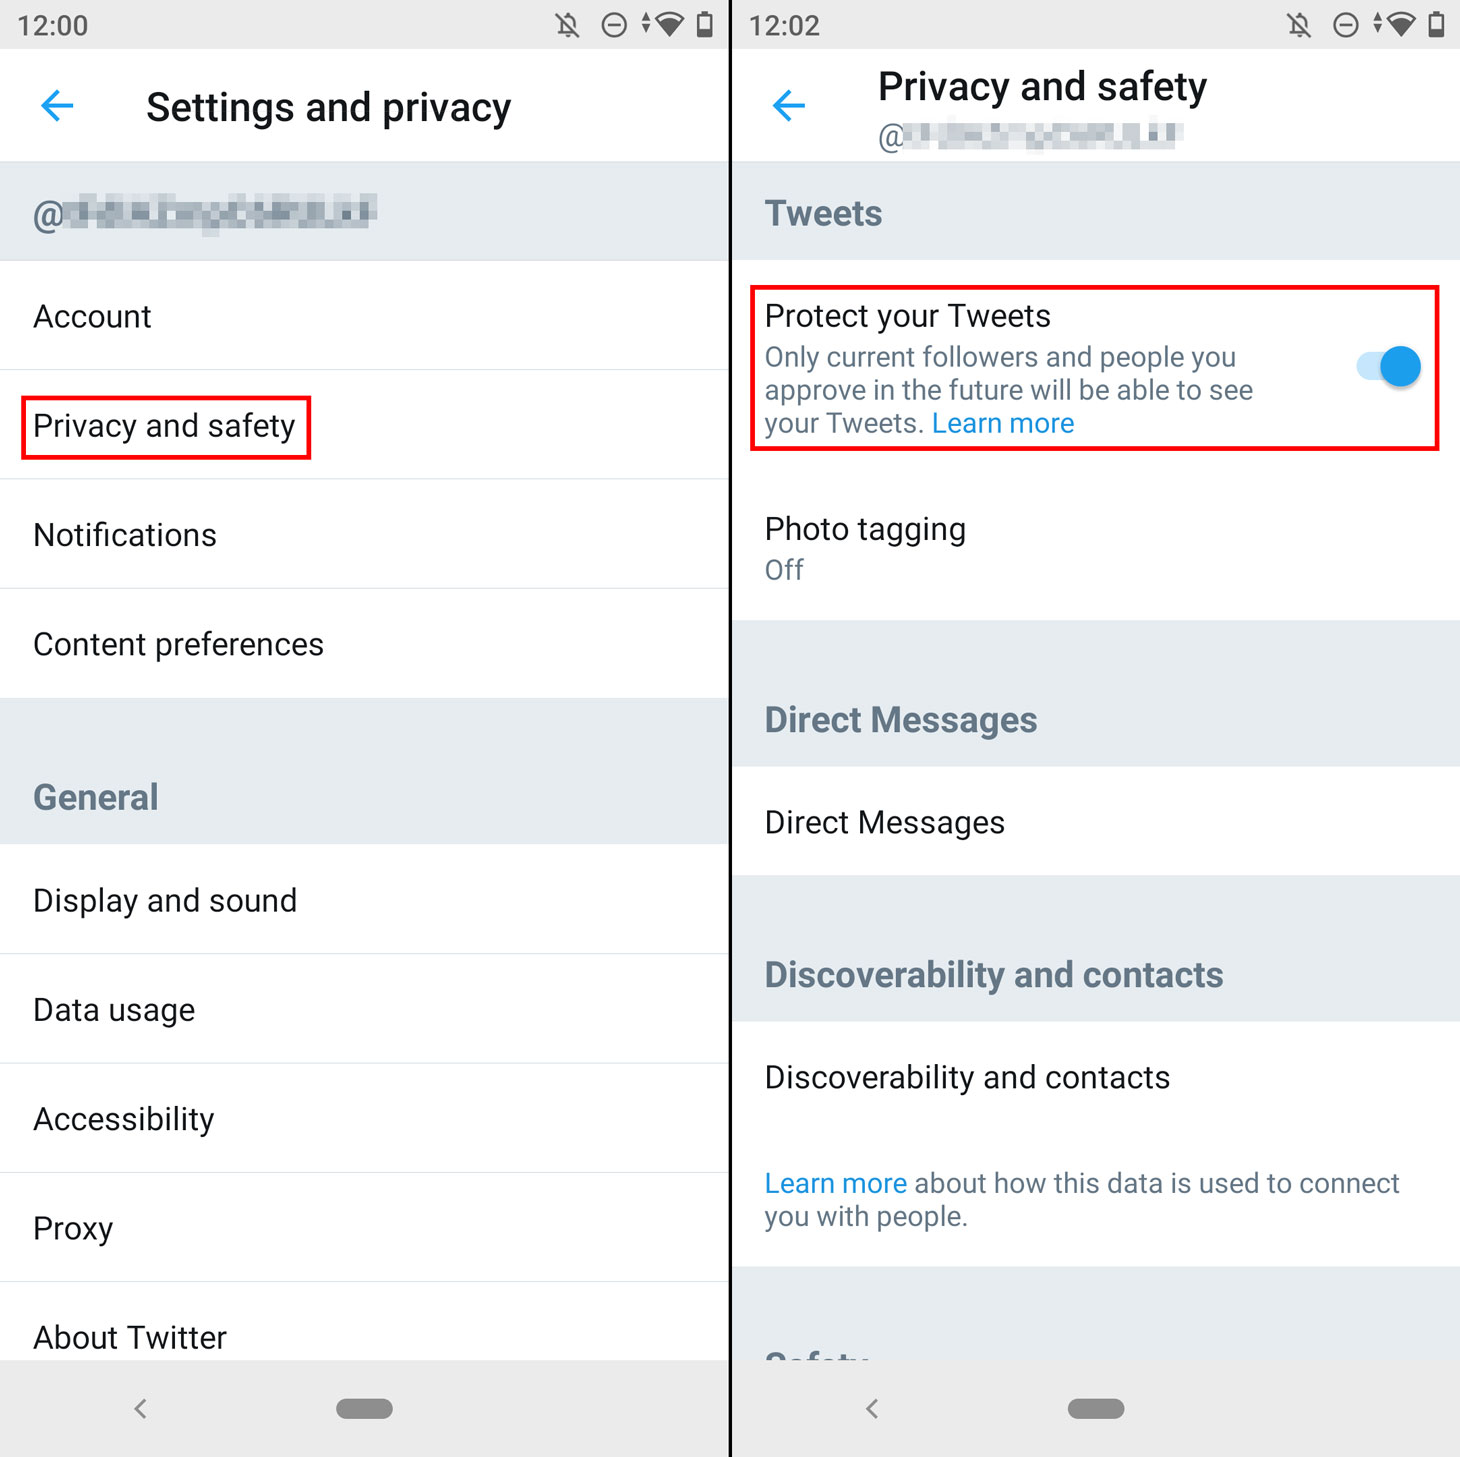 12:00
Settings and privacy
@
Account
Privacy and safety
Notifications
Content preferences
General
Display and sound
Data usage
Accessibility
Proxy
About Twitter
12:02
Privacy and safety
@
Tweets
Protect your Tweets
Only current followers and people you
approve in the future will be able to see
your Tweets. Learn more
Photo tagging
Off
Direct Messages
Direct Messages
Discoverability and contacts
Discoverability and contacts
Learn more about how this data is used to connect
you with people.
Safety